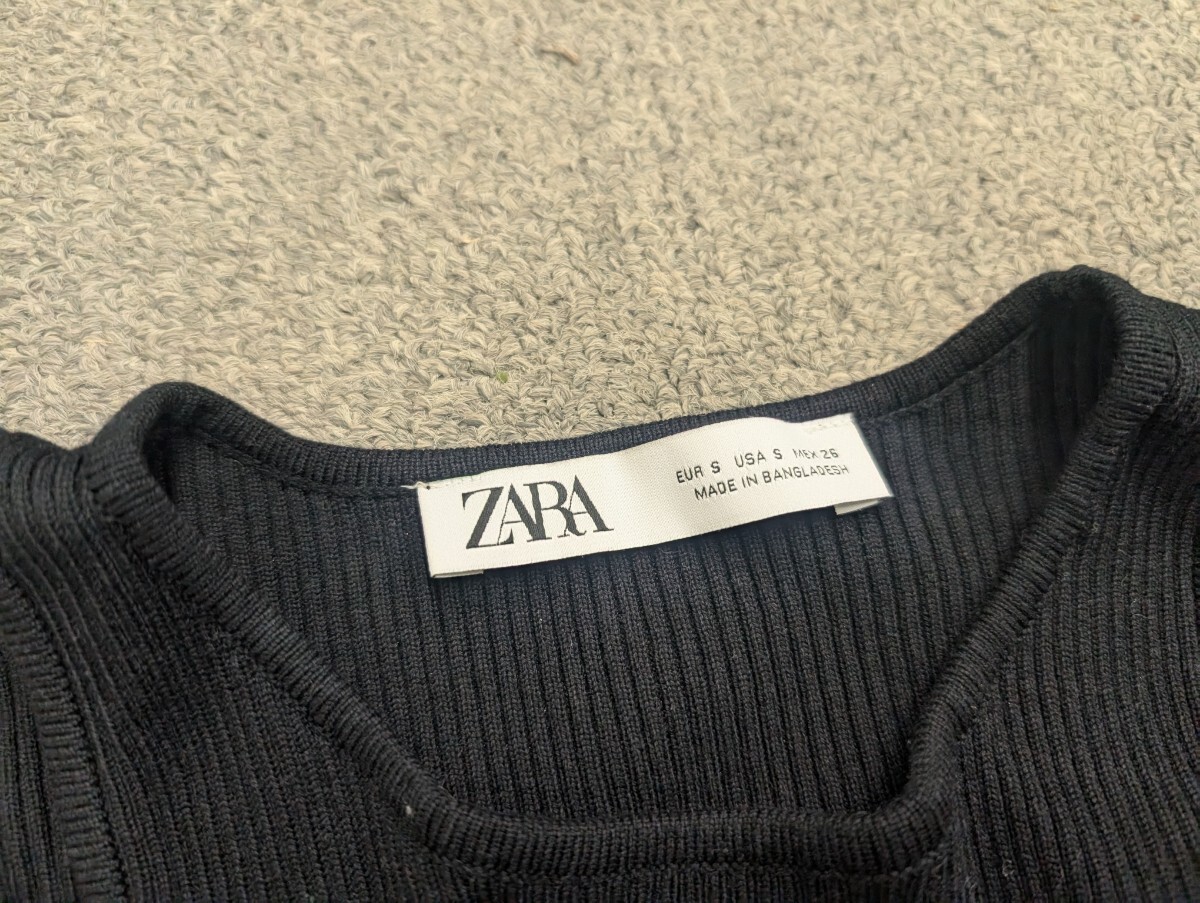 ZARA
EUR S USA S MEX 26
MADE IN BANGLADESH